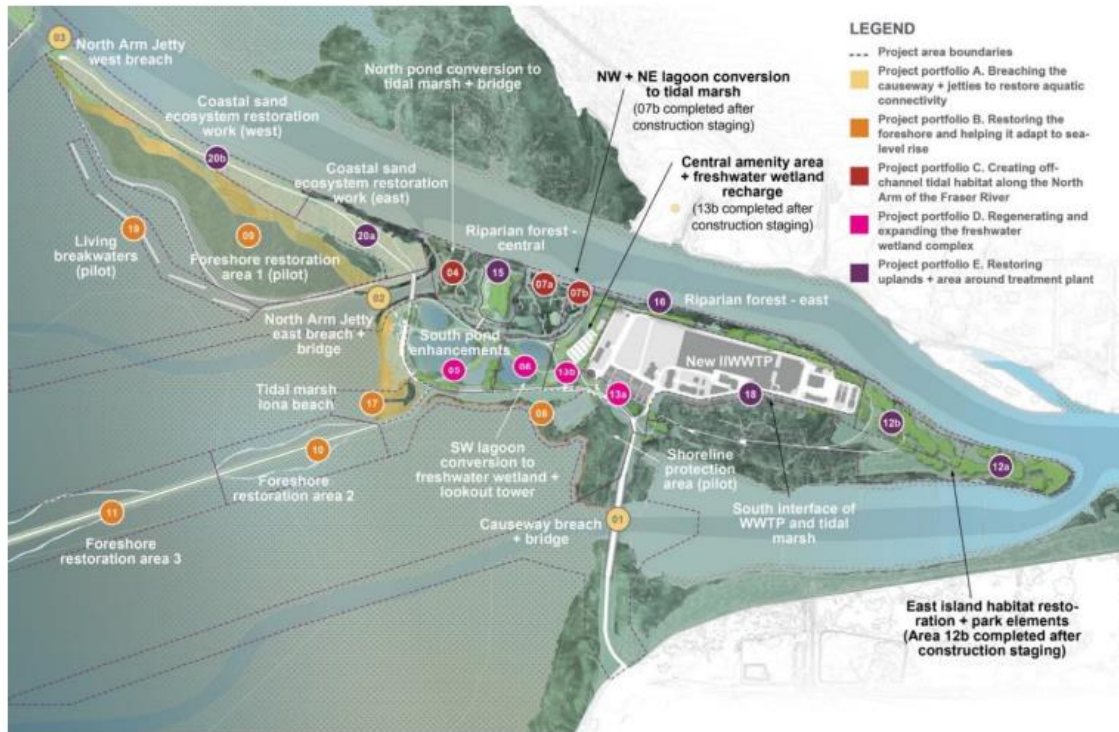 LEGEND
Project area boundaries
Project portfolio A. Breaching the
causeway + jetties to restore aquatic
connectivity
Project portfolio B. Restoring the
foreshore and helping it adapt to sea-
level rise
Project portfolio C. Creating off-
channel tidal habitat along the North
Arm of the Fraser River
Project portfolio D. Regenerating and
expanding the freshwater
wetland complex
Project portfolio E. Restoring
uplands + area around treatment plant
03
North Arm Jetty
west breach
North pond conversion to
tidal marsh + bridge
NW + NE lagoon conversion
to tidal marsh
(07b completed after
construction staging)
Coastal sand
ecosystem restoration
work (west)
20b
Coastal sand
ecosystem restoration
work (east)
20a
Central amenity area
+ freshwater wetland
recharge
(13b completed after
construction staging)
19
Living
breakwaters
(pilot)
09
Foreshore restoration
area 1 (pilot)
Riparian forest -
central
04
15
07a
07b
16
Riparian forest - east
02
North Arm Jetty
east breach +
bridge
South pond
enhancements
05
06
13b
13a
New IIWWTP
18
12b
12a
Tidal marsh
Iona beach
17
08
SW lagoon
conversion to
freshwater wetland +
lookout tower
Shoreline
protection
area (pilot)
South interface of
WWTP and tidal
marsh
10
Foreshore
restoration area 2
11
Foreshore
restoration area 3
Causeway breach
+ bridge
01
East island habitat resto-
ration + park elements
(Area 12b completed after
construction staging)